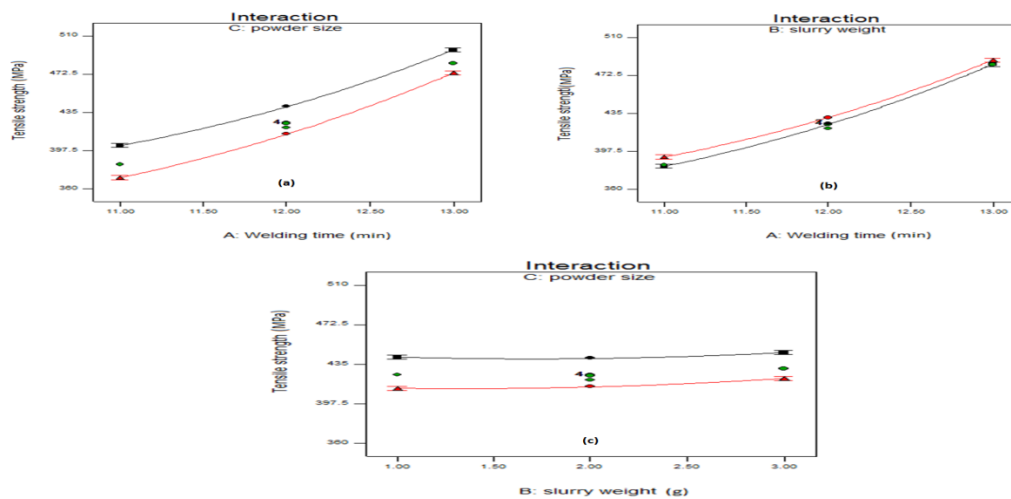 Interaction
C: powder size
Tensile strength (MPa)
510
472.5
435
397.5
360
4
(a)
11.00 11.50 12.00 12.50 13.00
A: Welding time (min)
Interaction
B: slurry weight
Tensile strengtl(MPa)
510
472.5
435
397.5
360
4
(b)
11.00 11.50 12.00 12.50 13.00
A: Welding time (min)
Interaction
C: powder size
Tensile strength (MPa)
510
472.5
435
397.5
360
4
(c)
1.00 1.50 2.00 2.50 3.00
B: slurry weight (g)